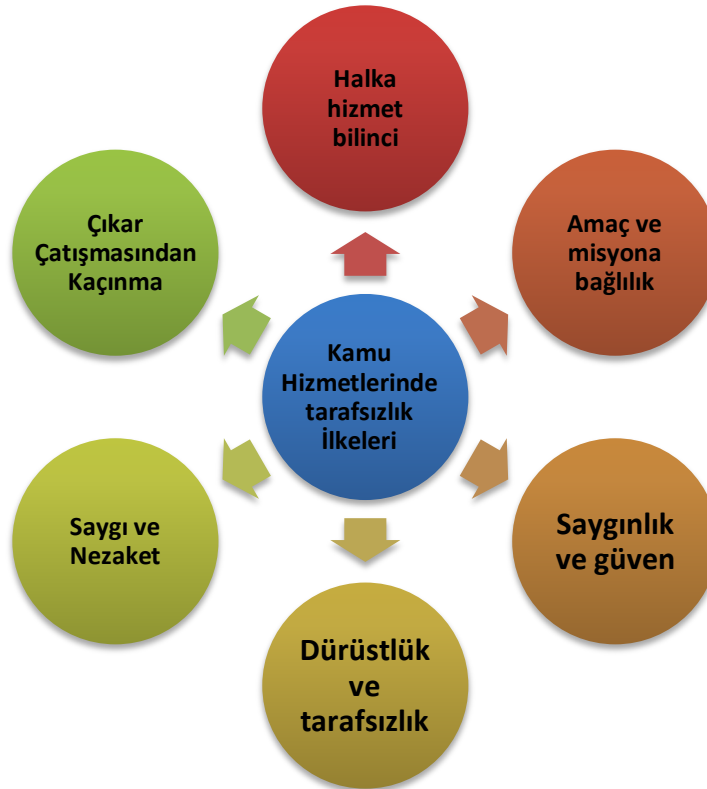 Halka
hizmet
bilinci
Amaç ve
misyona
bağlılık
Saygınlık
ve güven
Dürüstlük
ve
tarafsızlık
Saygı ve
Nezaket
Çıkar
Çatışmasından
Kaçınma
Kamu
Hizmetlerinde
tarafsızlık
İlkeleri